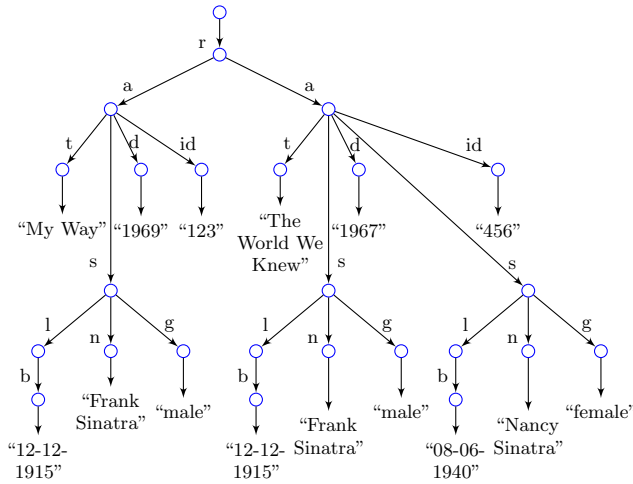 r
a a
t d id t d id
“My Way” “1969” “123” “The
World We
Knew” “1967” “456”
s s s
l n g l n g l n g
b “Frank
Sinatra” “male” b “Frank
Sinatra” “male” b “Nancy
Sinatra” “female”
“12-12-
1915” “12-12-
1915” “08-06-
1940”